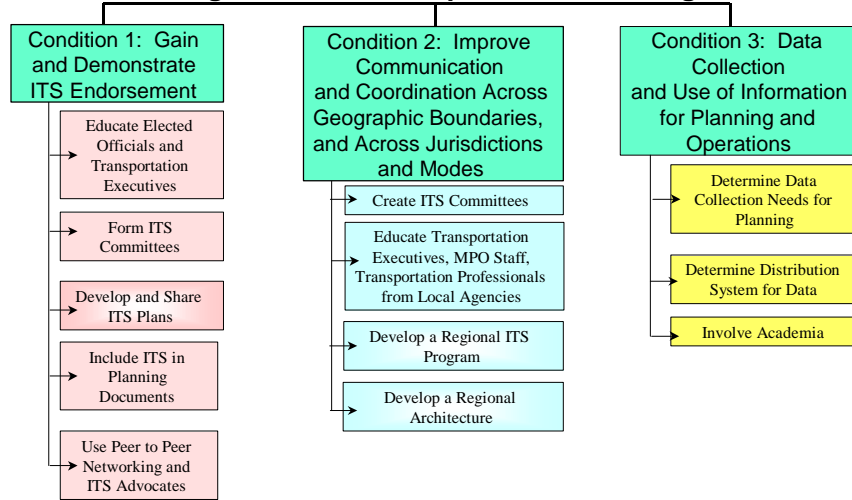 Condition 1: Gain
and Demonstrate
ITS Endorsement
Educate Elected
Officials and
Transportation
Executives
Form ITS
Committees
Develop and Share
ITS Plans
Include ITS in
Planning
Documents
Use Peer to Peer
Networking and
ITS Advocates
Condition 2: Improve
Communication
and Coordination Across
Geographic Boundaries,
and Across Jurisdictions
and Modes
Create ITS Committees
Educate Transportation
Executives, MPO Staff,
Transportation Professionals
from Local Agencies
Develop a Regional ITS
Program
Develop a Regional
Architecture
Condition 3: Data
Collection
and Use of Information
for Planning and
Operations
Determine Data
Collection Needs for
Planning
Determine Distribution
System for Data
Involve Academia